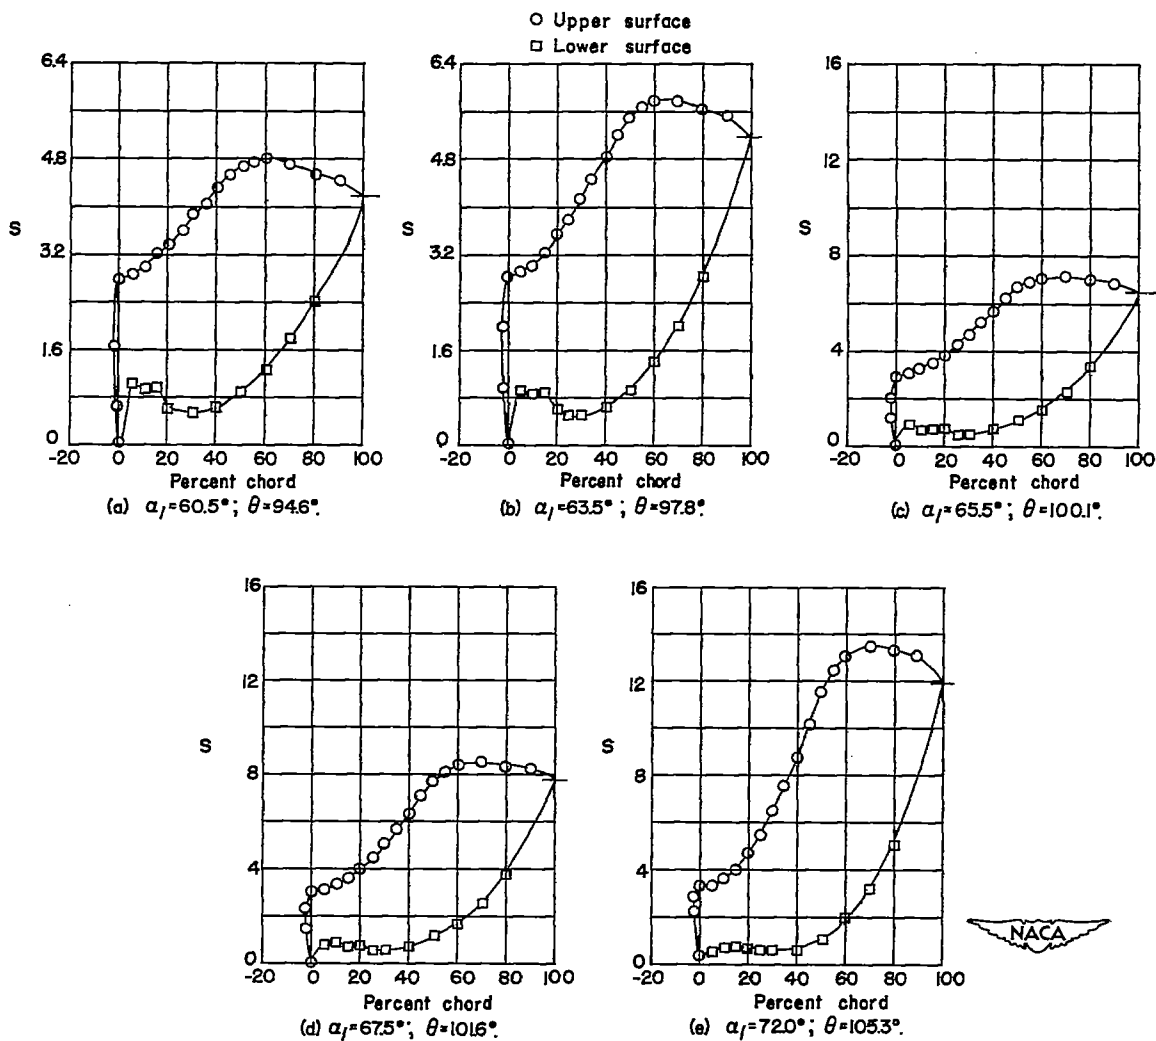 ○ Upper surface
□ Lower surface
6.4
4.8
S
3.2
1.6
0
-20 0 20 40 60 80 100
Percent chord
(a) α₁=60.5°; θ=94.6°.
6.4
4.8
S
3.2
1.6
0
-20 0 20 40 60 80 100
Percent chord
(b) α₁=63.5°; θ=97.8°.
16
12
S
8
4
0
-20 0 20 40 60 80 100
Percent chord
(c) α₁=65.5°; θ=100.1°.
16
12
S
8
4
0
-20 0 20 40 60 80 100
Percent chord
(d) α₁=67.5°; θ=101.6°.
16
12
S
8
4
0
-20 0 20 40 60 80 100
Percent chord
(e) α₁=72.0°; θ=105.3°.
NACA